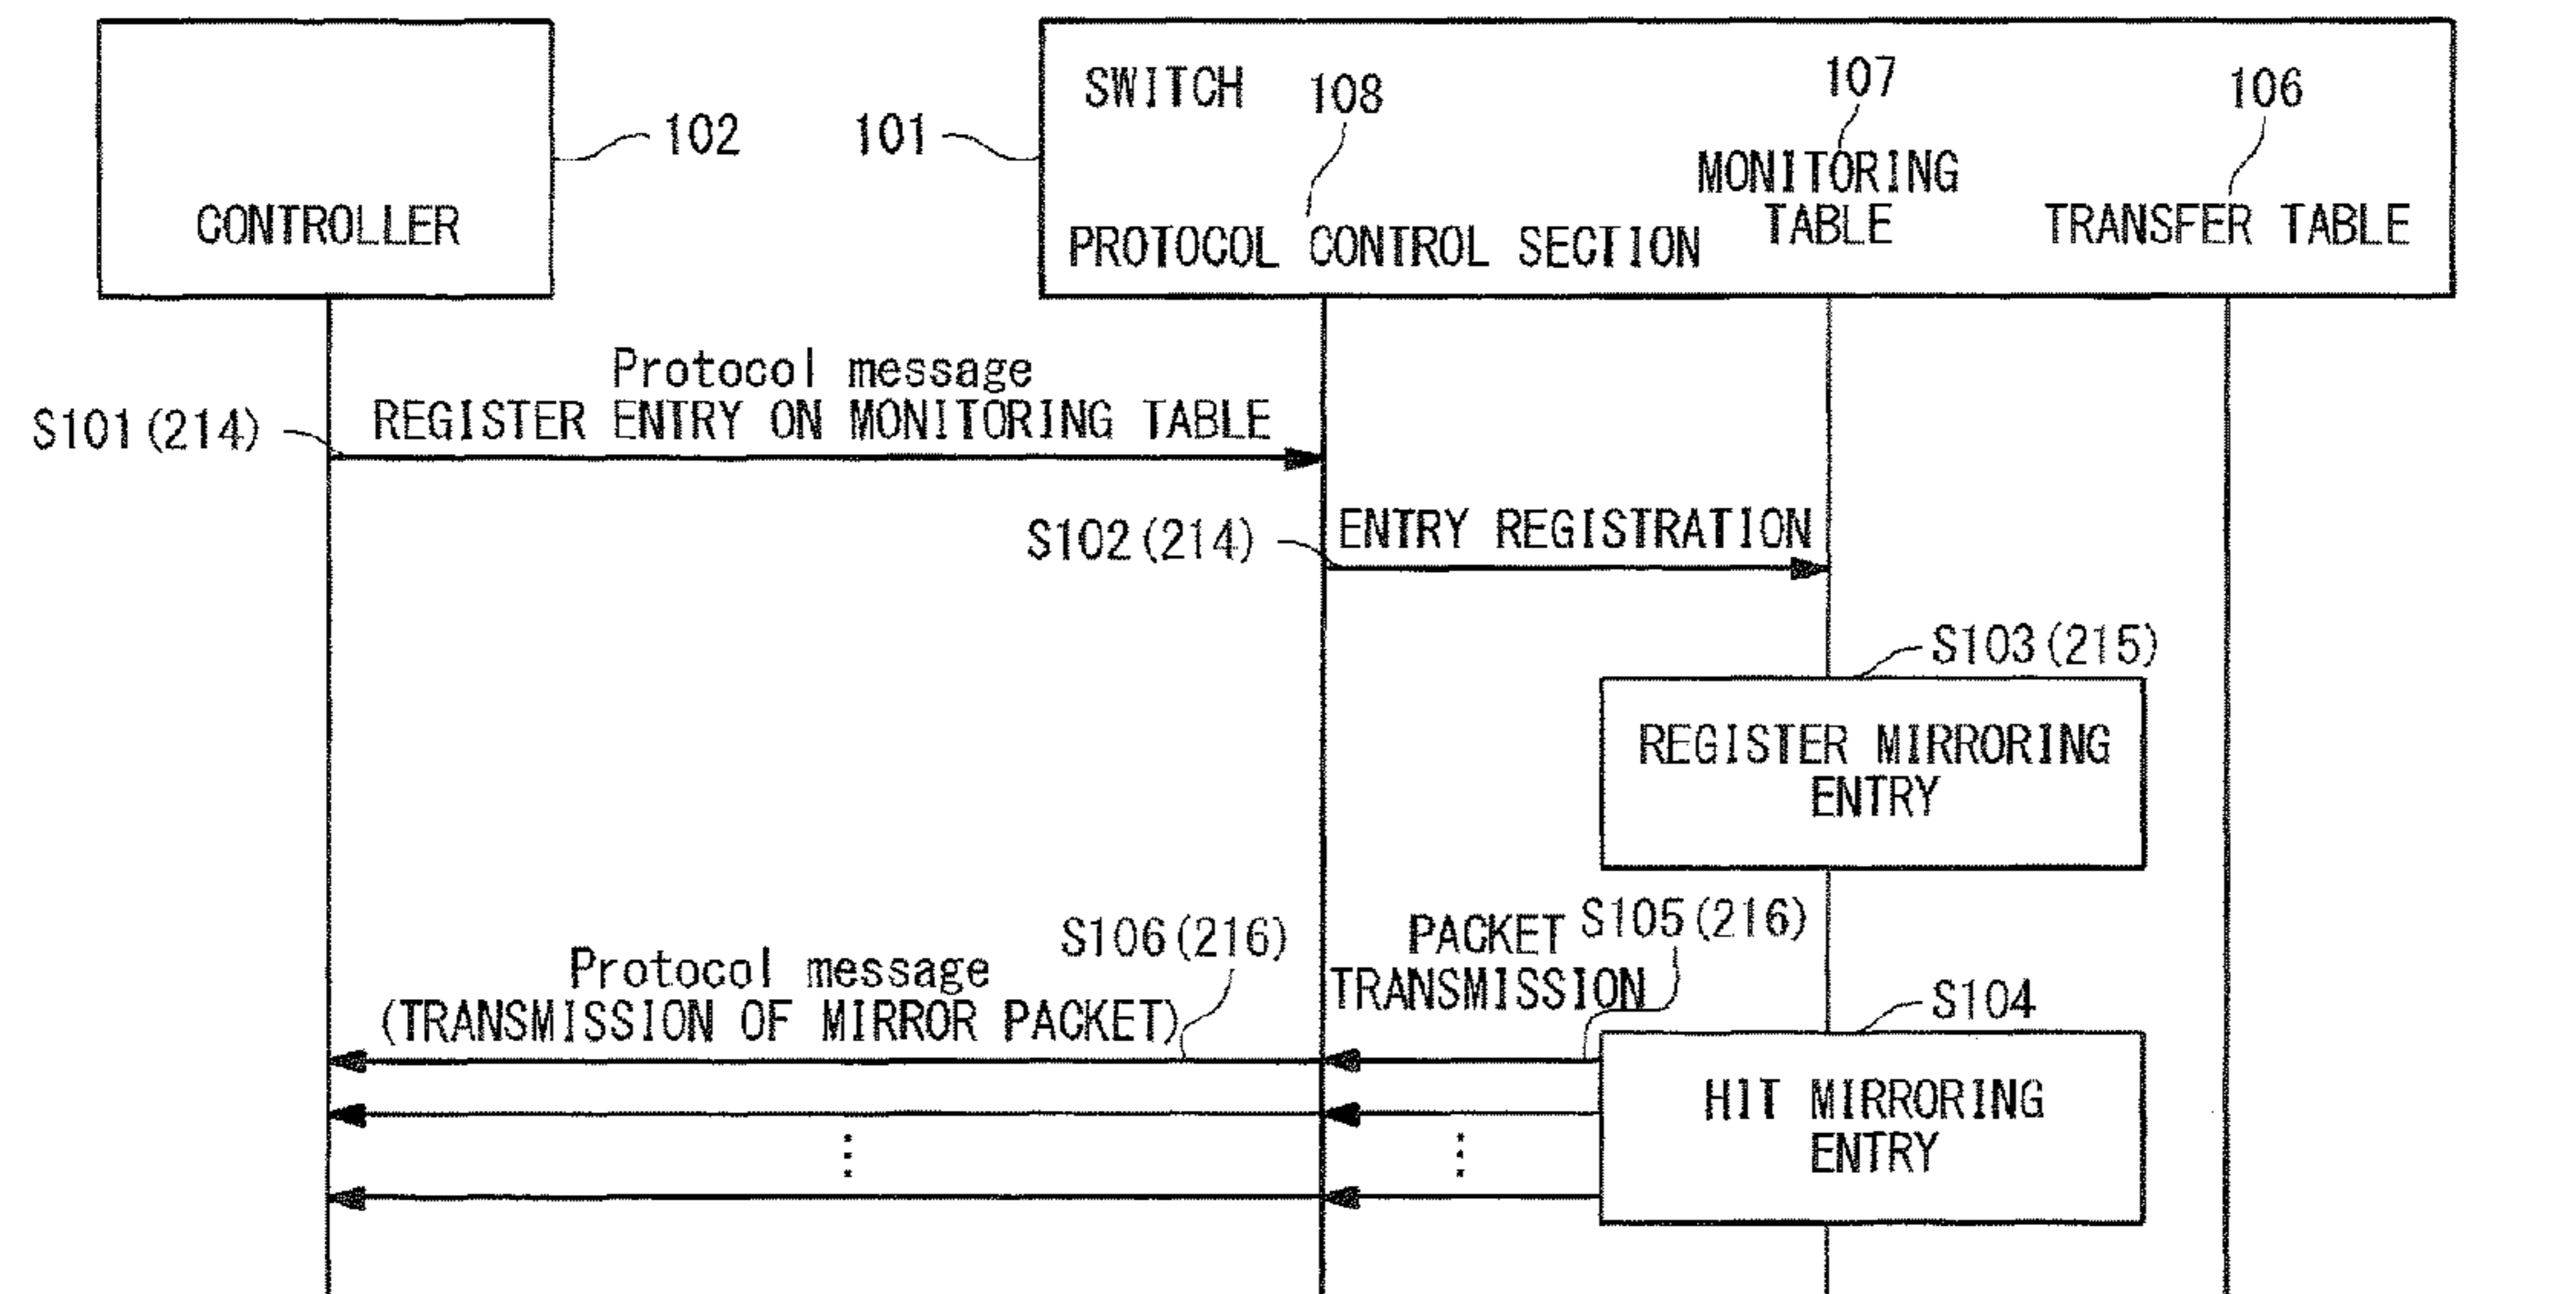 SWITCH
108
107
106
102
101
MONITORING
TABLE
CONTROLLER
PROTOCOL CONTROL SECTION
TRANSFER TABLE
Protocol message
S101(214)
REGISTER ENTRY ON MONITORING TABLE
S102(214)
ENTRY REGISTRATION
S103(215)
REGISTER MIRRORING
ENTRY
S106(216)
PACKET
TRANSMISSION
S105(216)
Protocol message
(TRANSMISSION OF MIRROR PACKET)
S104
HIT MIRRORING
ENTRY